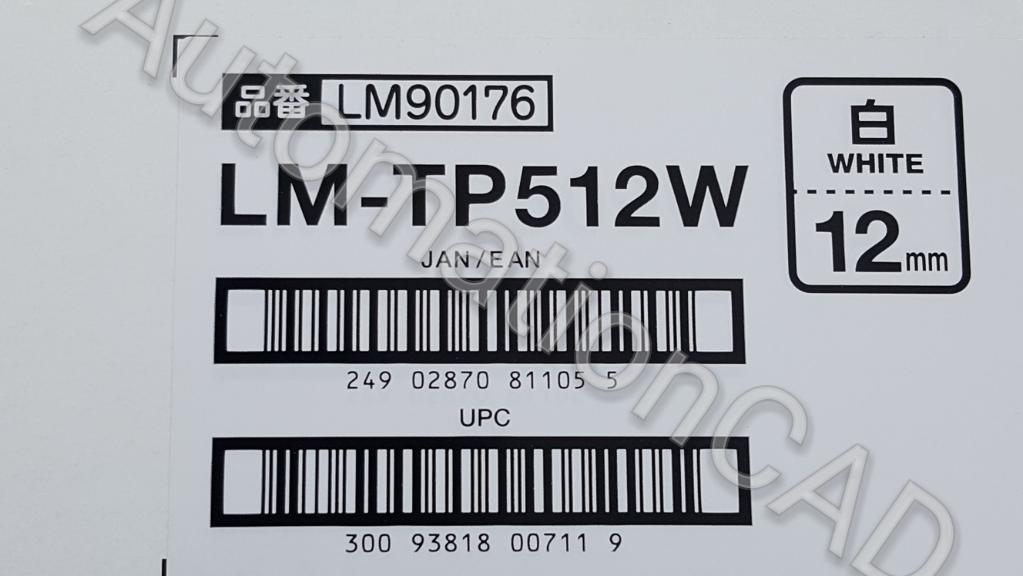 品番 LM90176
LM-TP512W
白
WHITE
12mm
JAN/EAN
249 02870 81105 5
UPC
300 93818 00711 9
AutomationCAD